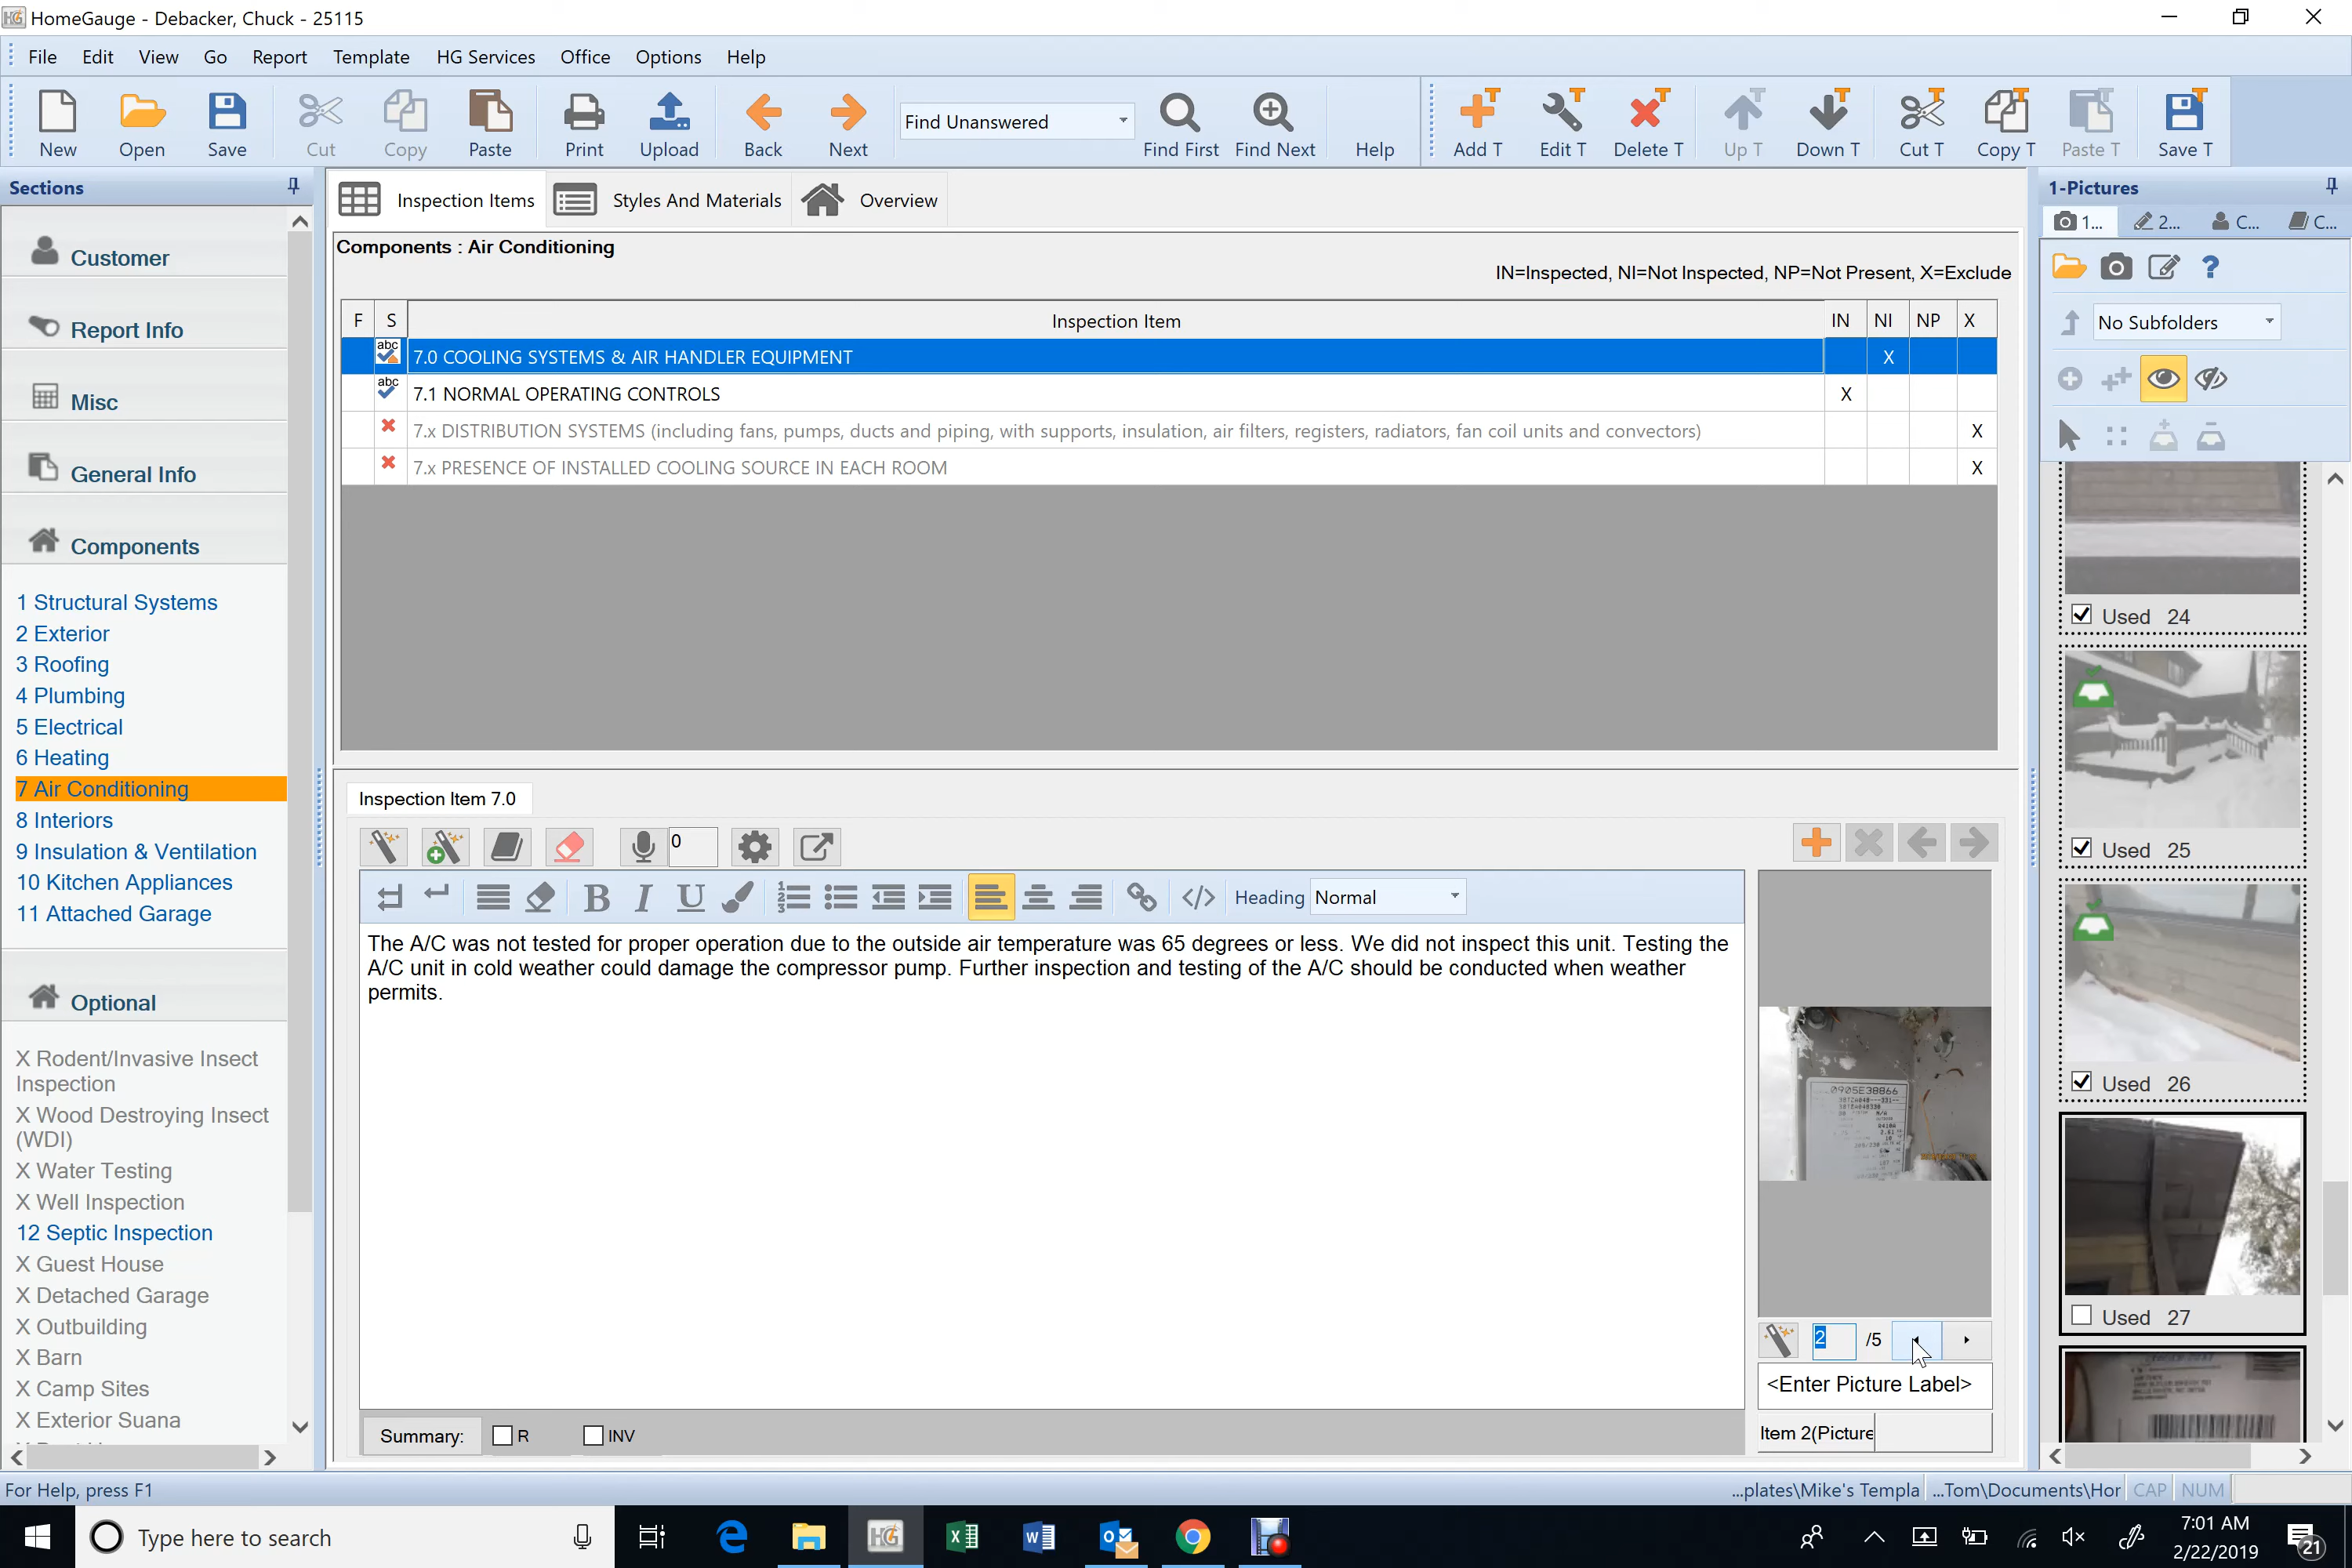 HomeGauge - Debacker, Chuck - 25115
File Edit View Go Report Template HG Services Office Options Help
New Open Save Cut Copy Paste Print Upload Back Next Find Unanswered Find First Find Next Help Add T Edit T Delete T Up T Down T Cut T Copy T Paste T Save T
Sections
Customer
Report Info
Misc
General Info
Components
1 Structural Systems
2 Exterior
3 Roofing
4 Plumbing
5 Electrical
6 Heating
7 Air Conditioning
8 Interiors
9 Insulation & Ventilation
10 Kitchen Appliances
11 Attached Garage
Optional
X Rodent/Invasive Insect
Inspection
X Wood Destroying Insect
(WDI)
X Water Testing
X Well Inspection
12 Septic Inspection
X Guest House
X Detached Garage
X Outbuilding
X Barn
X Camp Sites
X Exterior Suana
Inspection Items Styles And Materials Overview
Components : Air Conditioning
IN=Inspected, NI=Not Inspected, NP=Not Present, X=Exclude
F S Inspection Item IN NI NP X
abc 7.0 COOLING SYSTEMS & AIR HANDLER EQUIPMENT X
abc 7.1 NORMAL OPERATING CONTROLS X
7.x DISTRIBUTION SYSTEMS (including fans, pumps, ducts and piping, with supports, insulation, air filters, registers, radiators, fan coil units and convectors) X
7.x PRESENCE OF INSTALLED COOLING SOURCE IN EACH ROOM X
Inspection Item 7.0
0
B I U Heading Normal
The A/C was not tested for proper operation due to the outside air temperature was 65 degrees or less. We did not inspect this unit. Testing the
A/C unit in cold weather could damage the compressor pump. Further inspection and testing of the A/C should be conducted when weather
permits.
0905E38866
2 /5
<Enter Picture Label>
Item 2(Picture
Summary: R INV
1-Pictures
1... 2... C... C...
No Subfolders
Used 24
Used 25
Used 26
Used 27
For Help, press F1
...plates\Mike's Templa ...Tom\Documents\Hor CAP NUM
Type here to search
7:01 AM
2/22/2019
21